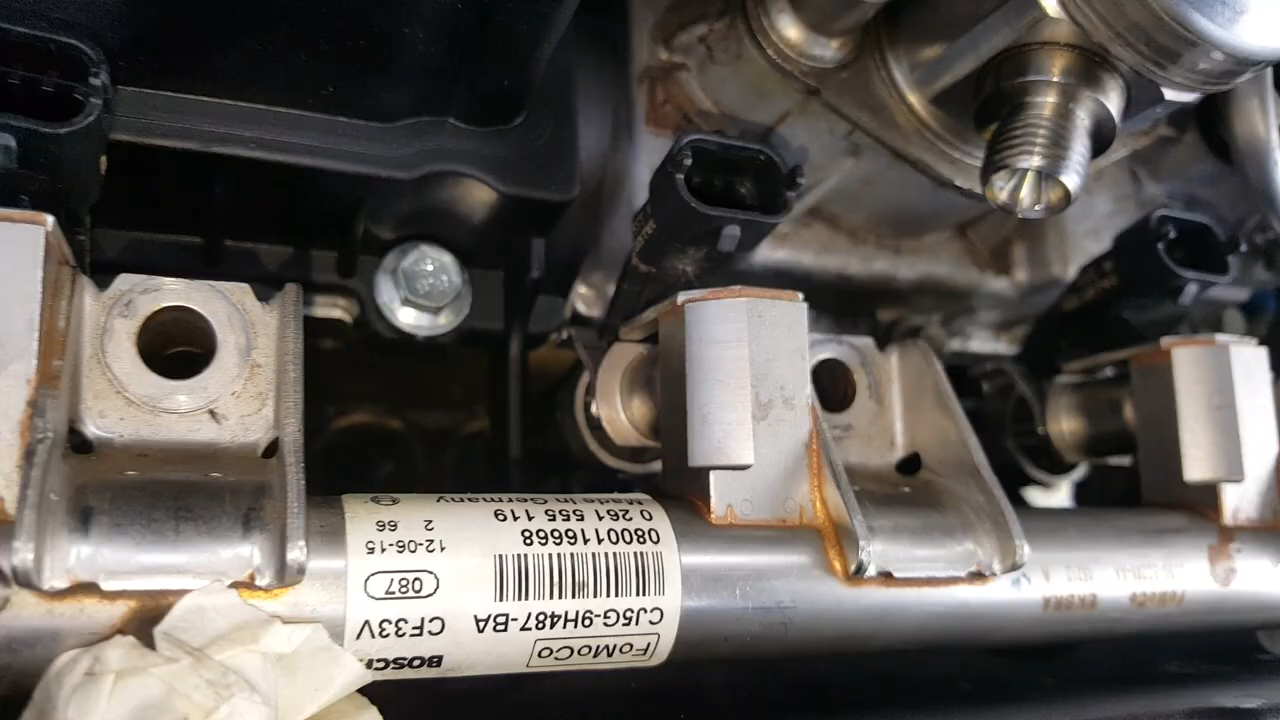 FoMoCo
BOSCH
CJ5G-9H487-BA
CF33V
087
0800116668
12-06-15
0 261 555 119
2 66
Made in Germany